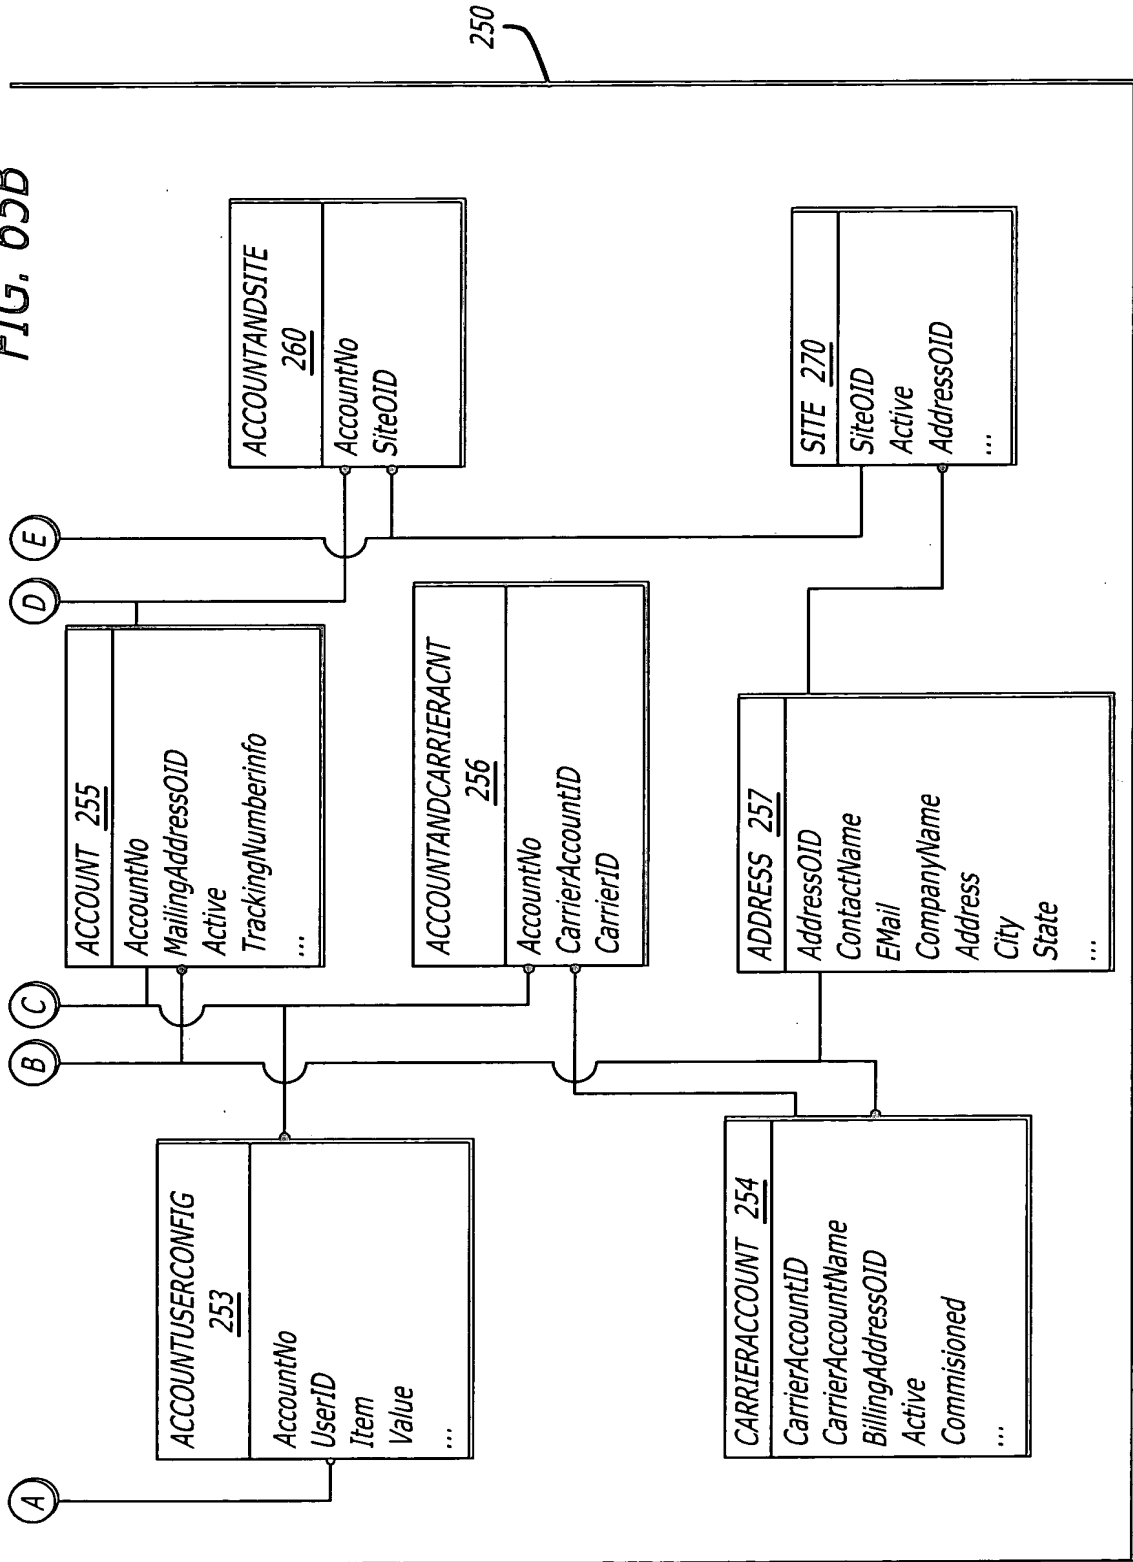 FIG. 65B
A
B
C
D
E
ACCOUNTUSERCONFIG
253
AccountNo
UserID
Item
Value
...
ACCOUNT 255
AccountNo
MailingAddressOID
Active
TrackingNumberinfo
...
ACCOUNTANDSITE
260
AccountNo
SiteOID
ACCOUNTANDCARRIERACNT
256
AccountNo
CarrierAccountID
CarrierID
250
CARRIERACCOUNT 254
CarrierAccountID
CarrierAccountName
BillingAddressOID
Active
Commisioned
...
ADDRESS 257
AddressOID
ContactName
EMail
CompanyName
Address
City
State
...
SITE 270
SiteOID
Active
AddressOID
...